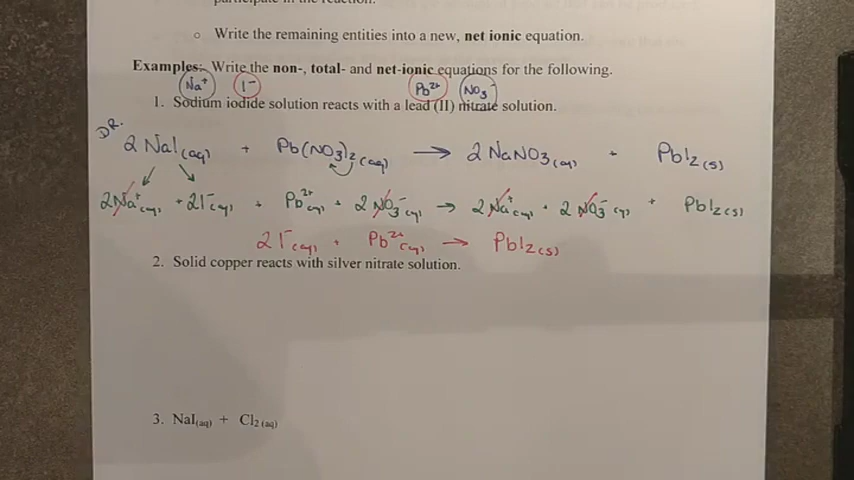 participate in the reaction.
○ Write the remaining entities into a new, net ionic equation.
Examples: Write the non-, total- and net-ionic equations for the following.
Na⁺ I⁻ Pb²⁺ NO₃⁻
1. Sodium iodide solution reacts with a lead (II) nitrate solution.
DR.
2 NaI(aq) + Pb(NO₃)₂(aq) → 2 NaNO₃(aq) + PbI₂(s)
2Na⁺(aq) + 2I⁻(aq) + Pb²⁺(aq) + 2 NO₃⁻(aq) → 2 Na⁺(aq) + 2 NO₃⁻(aq) + PbI₂(s)
2 I⁻(aq) + Pb²⁺(aq) → PbI₂(s)
2. Solid copper reacts with silver nitrate solution.
3. NaI(aq) + Cl₂(aq)